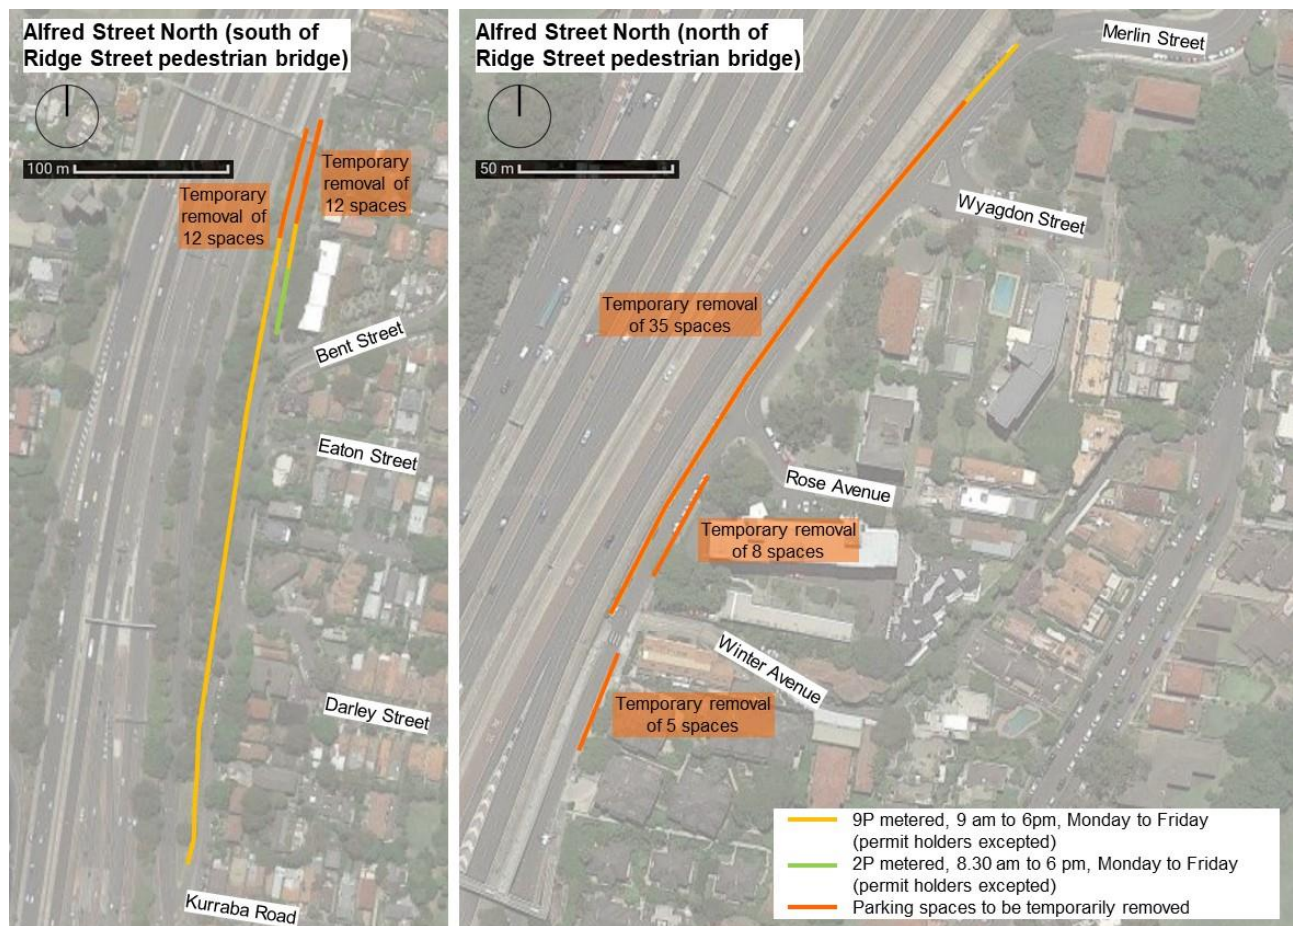 Alfred Street North (south of
Ridge Street pedestrian bridge)
100 m
Temporary
removal of
12 spaces
Temporary
removal of
12 spaces
Bent Street
Eaton Street
Darley Street
Kurraba Road
Alfred Street North (north of
Ridge Street pedestrian bridge)
50 m
Merlin Street
Wyagdon Street
Temporary removal
of 35 spaces
Rose Avenue
Temporary removal
of 8 spaces
Winter Avenue
Temporary removal
of 5 spaces
9P metered, 9 am to 6pm, Monday to Friday
(permit holders excepted)
2P metered, 8.30 am to 6 pm, Monday to Friday
(permit holders excepted)
Parking spaces to be temporarily removed